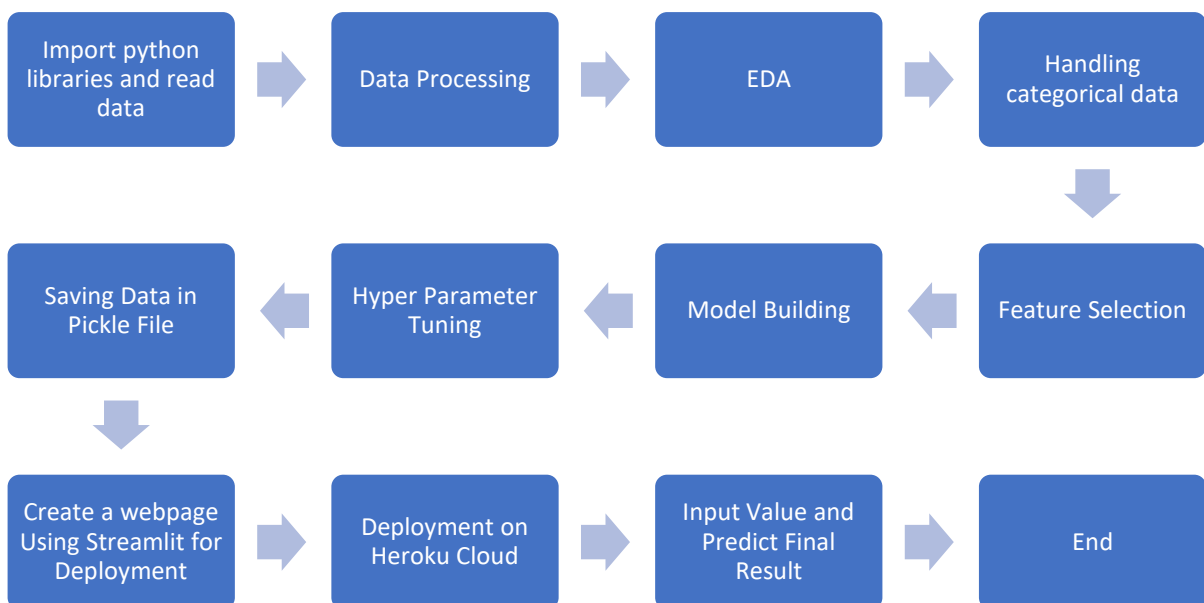 Import python
libraries and read
data
Data Processing
EDA
Handling
categorical data
Feature Selection
Model Building
Hyper Parameter
Tuning
Saving Data in
Pickle File
Create a webpage
Using Streamlit for
Deployment
Deployment on
Heroku Cloud
Input Value and
Predict Final
Result
End